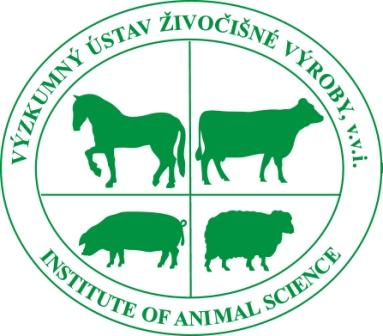 VÝZKUMNÝ ÚSTAV ŽIVOČIŠNÉ VÝROBY, v.v.i.
INSTITUTE OF ANIMAL SCIENCE